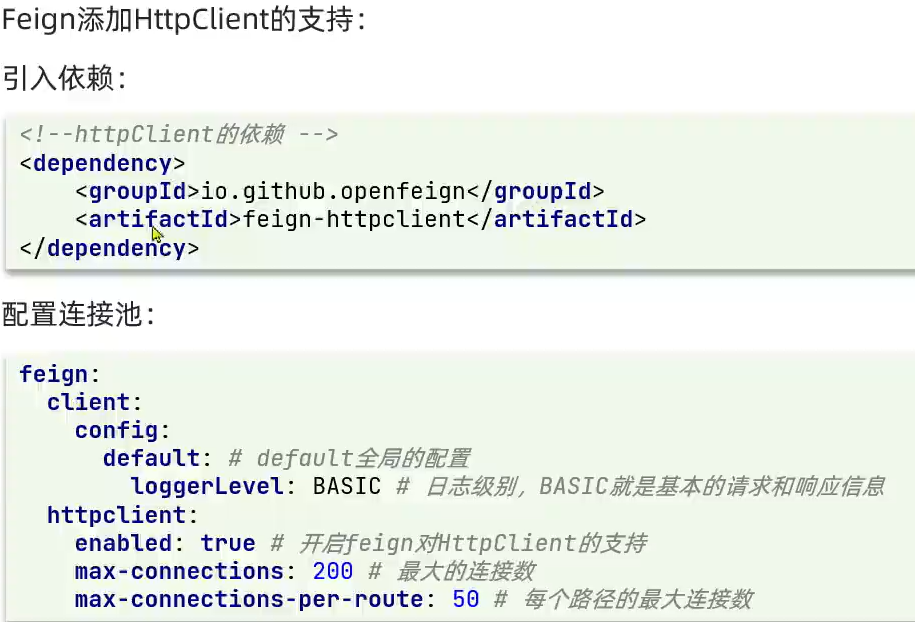 Feign添加HttpClient的支持：
引入依赖：
<!--httpClient的依赖 -->
<dependency>
    <groupId>io.github.openfeign</groupId>
    <artifactId>feign-httpclient</artifactId>
</dependency>
配置连接池：
feign:
  client:
    config:
      default: # default全局的配置
        loggerLevel: BASIC # 日志级别，BASIC就是基本的请求和响应信息
  httpclient:
    enabled: true # 开启feign对HttpClient的支持
    max-connections: 200 # 最大的连接数
    max-connections-per-route: 50 # 每个路径的最大连接数